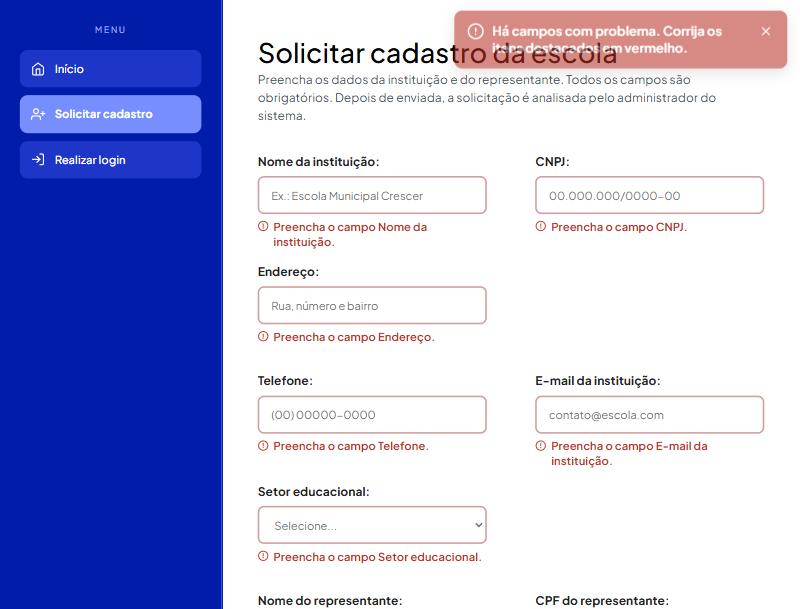 MENU
Início
Solicitar cadastro
Realizar login
Há campos com problema. Corrija os
itens destacados em vermelho.
Solicitar cadastro da escola
Preencha os dados da instituição e do representante. Todos os campos são
obrigatórios. Depois de enviada, a solicitação é analisada pelo administrador do
sistema.
Nome da instituição:
Ex.: Escola Municipal Crescer
Preencha o campo Nome da
instituição.
CNPJ:
00.000.000/0000-00
Preencha o campo CNPJ.
Endereço:
Rua, número e bairro
Preencha o campo Endereço.
Telefone:
(00) 00000-0000
Preencha o campo Telefone.
E-mail da instituição:
contato@escola.com
Preencha o campo E-mail da
instituição.
Setor educacional:
Selecione...
Preencha o campo Setor educacional.
Nome do representante:
CPF do representante: